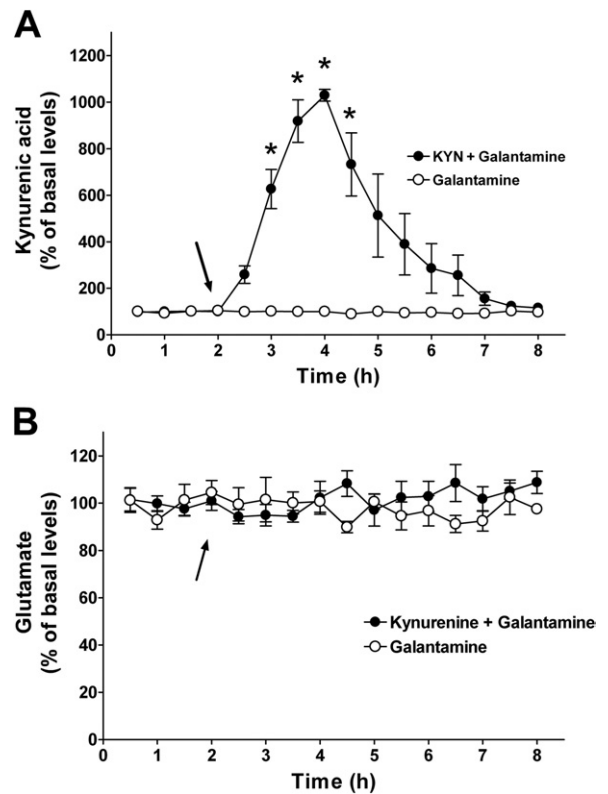 A
Kynurenic acid
(% of basal levels)
1200
1000
800
600
400
200
0
* * * *
KYN + Galantamine
Galantamine
0 1 2 3 4 5 6 7 8
Time (h)
B
Glutamate
(% of basal levels)
120
100
80
60
40
20
0
Kynurenine + Galantamine
Galantamine
0 1 2 3 4 5 6 7 8
Time (h)